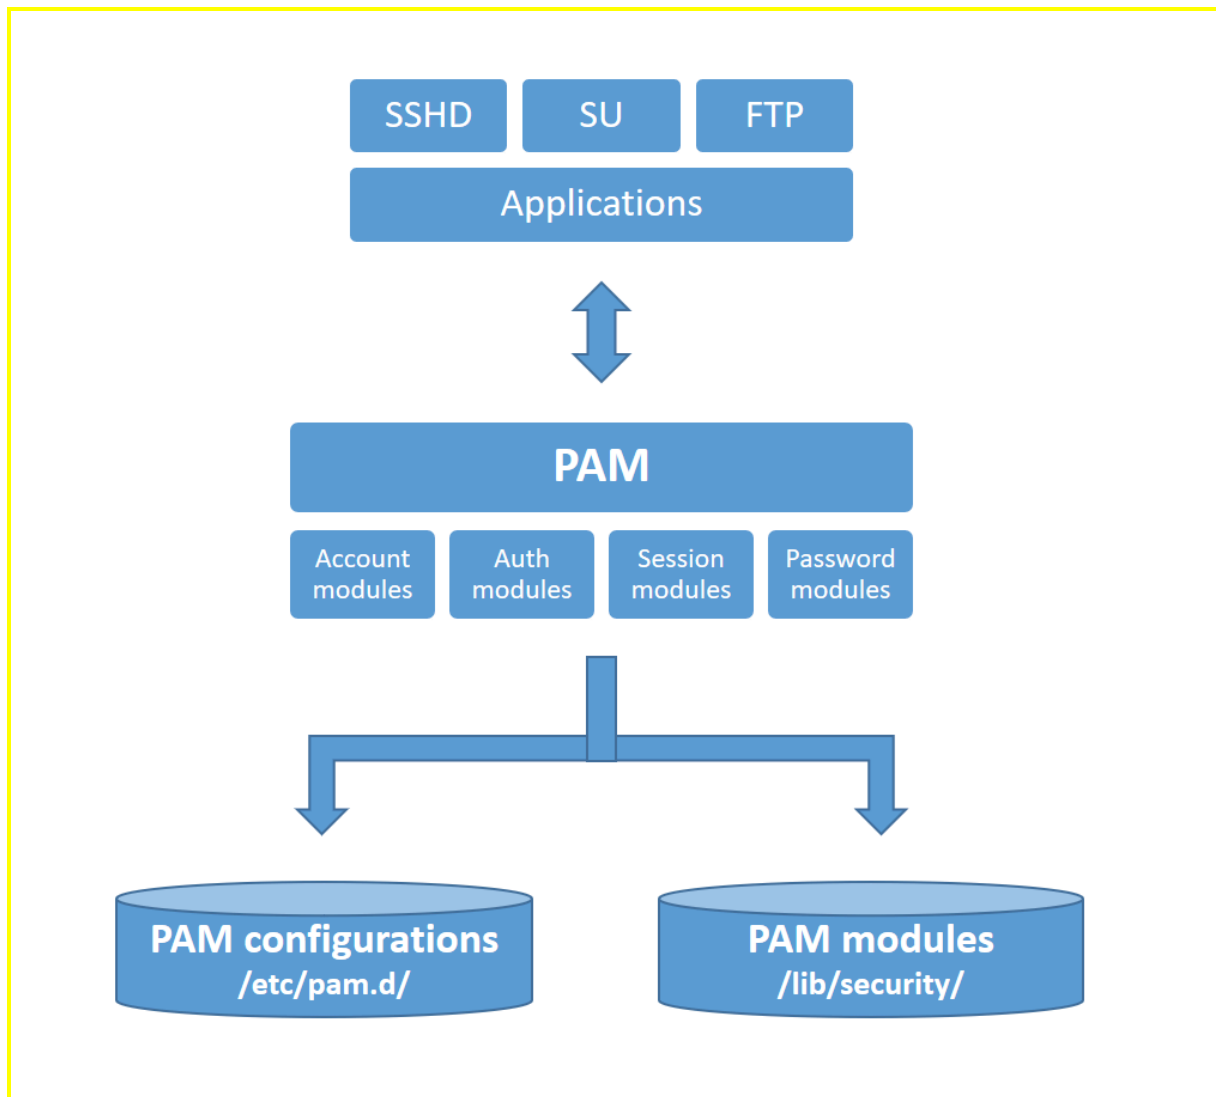 SSHD SU FTP
Applications
PAM
Account modules
Auth modules
Session modules
Password modules
PAM configurations
/etc/pam.d/
PAM modules
/lib/security/